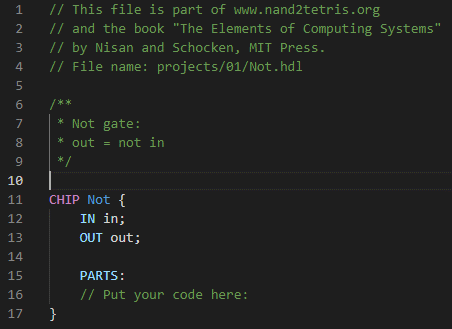 1 // This file is part of www.nand2tetris.org
2 // and the book "The Elements of Computing Systems"
3 // by Nisan and Schocken, MIT Press.
4 // File name: projects/01/Not.hdl
5
6 /**
7  * Not gate:
8  * out = not in
9  */
10
11 CHIP Not {
12     IN in;
13     OUT out;
14
15     PARTS:
16     // Put your code here:
17 }